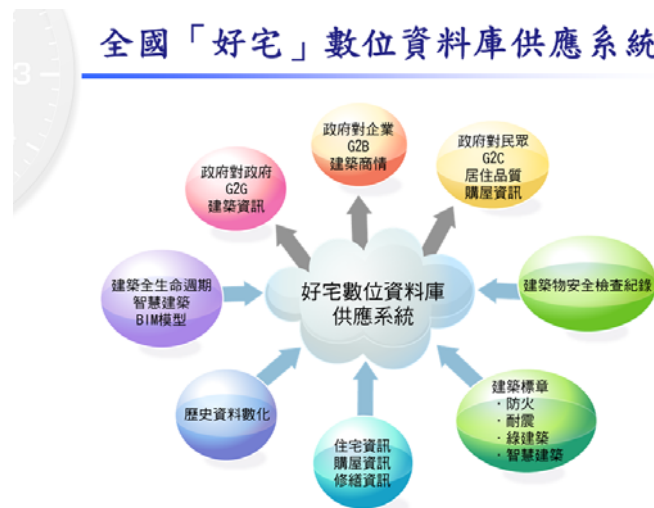 全國「好宅」數位資料庫供應系統
政府對企業
G2B
建築商情
政府對民眾
G2C
居住品質
購屋資訊
政府對政府
G2G
建築資訊
建築全生命週期
智慧建築
BIM模型
好宅數位資料庫
供應系統
建築物安全檢查紀錄
歷史資料數化
住宅資訊
購屋資訊
修繕資訊
建築標章
・防火
・耐震
・綠建築
・智慧建築
3